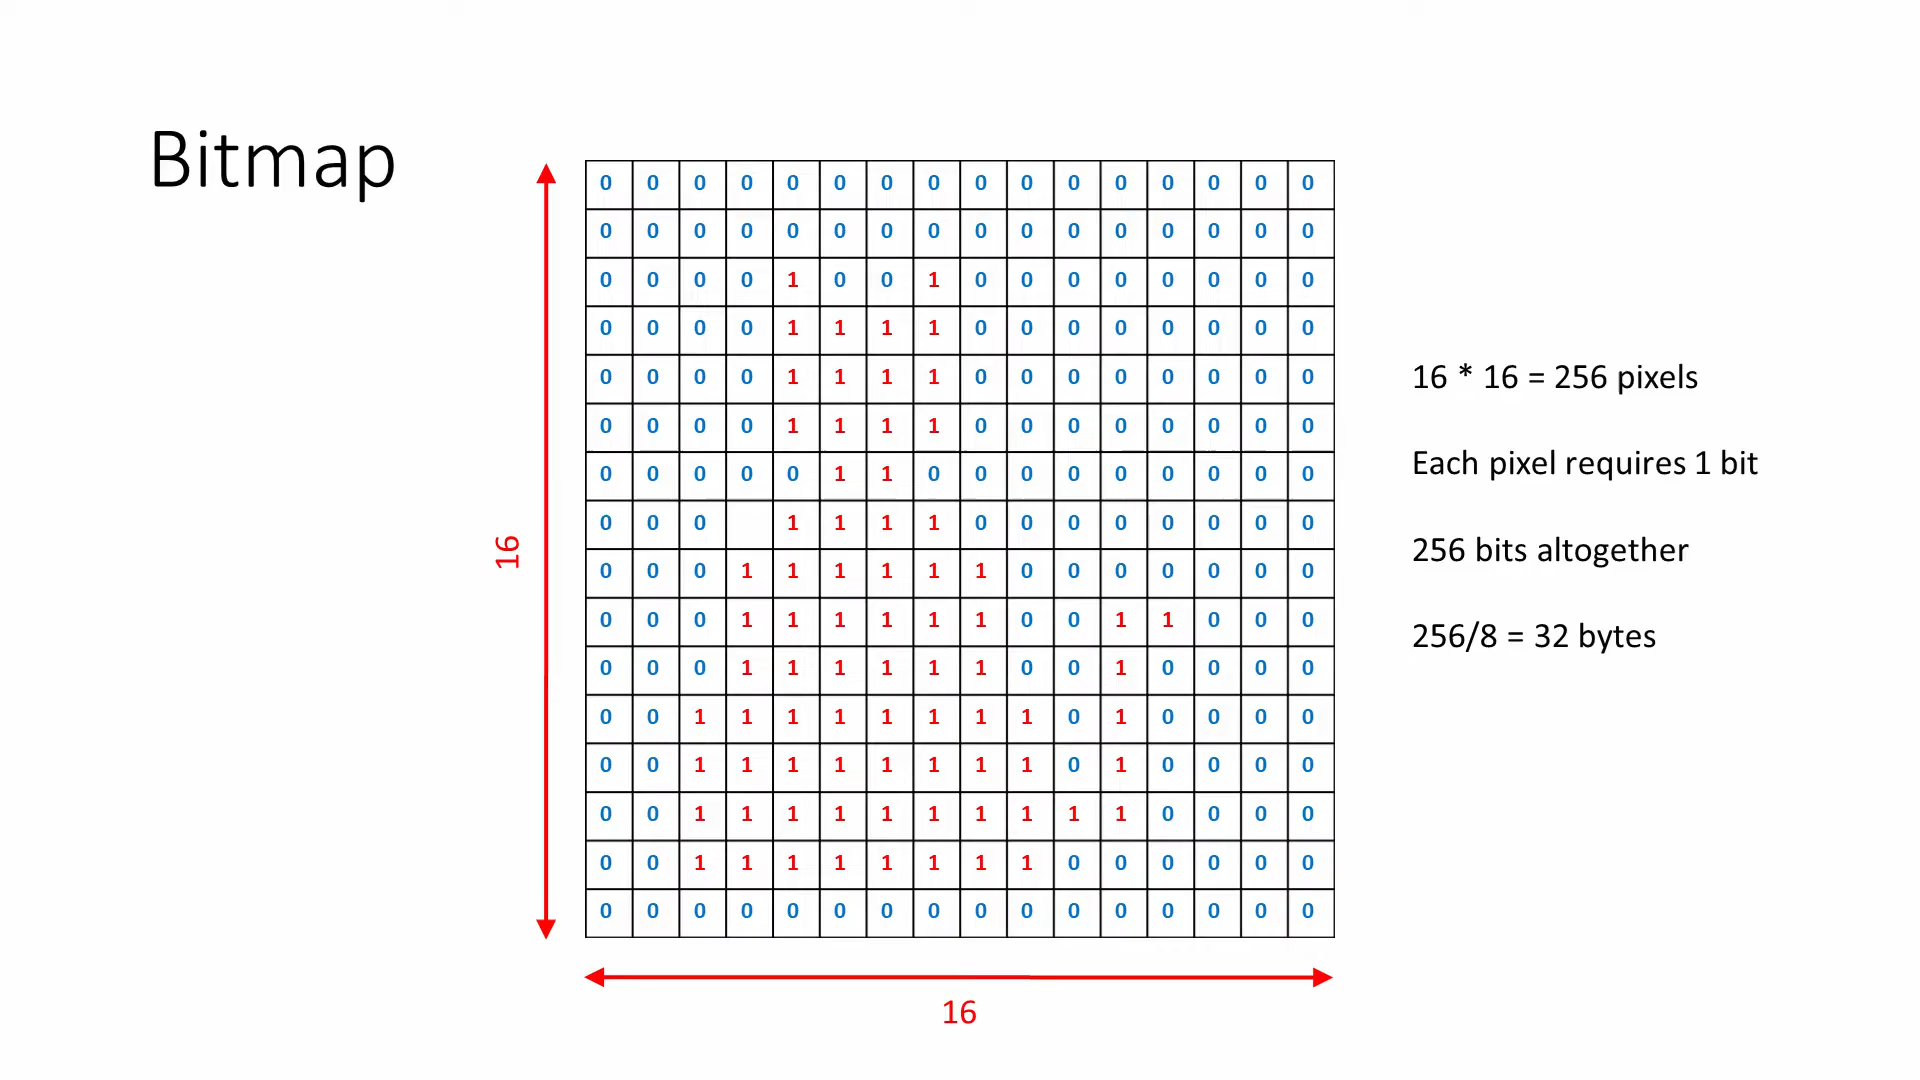 Bitmap
0 0 0 0 0 0 0 0 0 0 0 0 0 0 0 0
0 0 0 0 0 0 0 0 0 0 0 0 0 0 0 0
0 0 0 0 1 0 0 1 0 0 0 0 0 0 0 0
0 0 0 0 1 1 1 1 0 0 0 0 0 0 0 0
0 0 0 0 1 1 1 1 0 0 0 0 0 0 0 0
0 0 0 0 1 1 1 1 0 0 0 0 0 0 0 0
0 0 0 0 0 1 1 0 0 0 0 0 0 0 0 0
0 0 0 1 1 1 1 0 0 0 0 0 0 0 0
0 0 0 1 1 1 1 1 1 0 0 0 0 0 0 0
0 0 0 1 1 1 1 1 1 0 0 1 1 0 0 0
0 0 0 1 1 1 1 1 1 0 0 1 0 0 0 0
0 0 1 1 1 1 1 1 1 1 0 1 0 0 0 0
0 0 1 1 1 1 1 1 1 1 0 1 0 0 0 0
0 0 1 1 1 1 1 1 1 1 1 1 0 0 0 0
0 0 1 1 1 1 1 1 1 1 0 0 0 0 0 0
0 0 0 0 0 0 0 0 0 0 0 0 0 0 0 0
16
16
16 * 16 = 256 pixels
Each pixel requires 1 bit
256 bits altogether
256/8 = 32 bytes